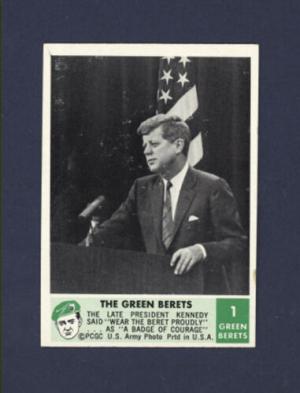 THE GREEN BERETS
THE LATE PRESIDENT KENNEDY
SAID "WEAR THE BERET PROUDLY"
. . . AS "A BADGE OF COURAGE"
©PCGC U.S. Army Photo Prtd in U.S.A.
1
GREEN
BERETS